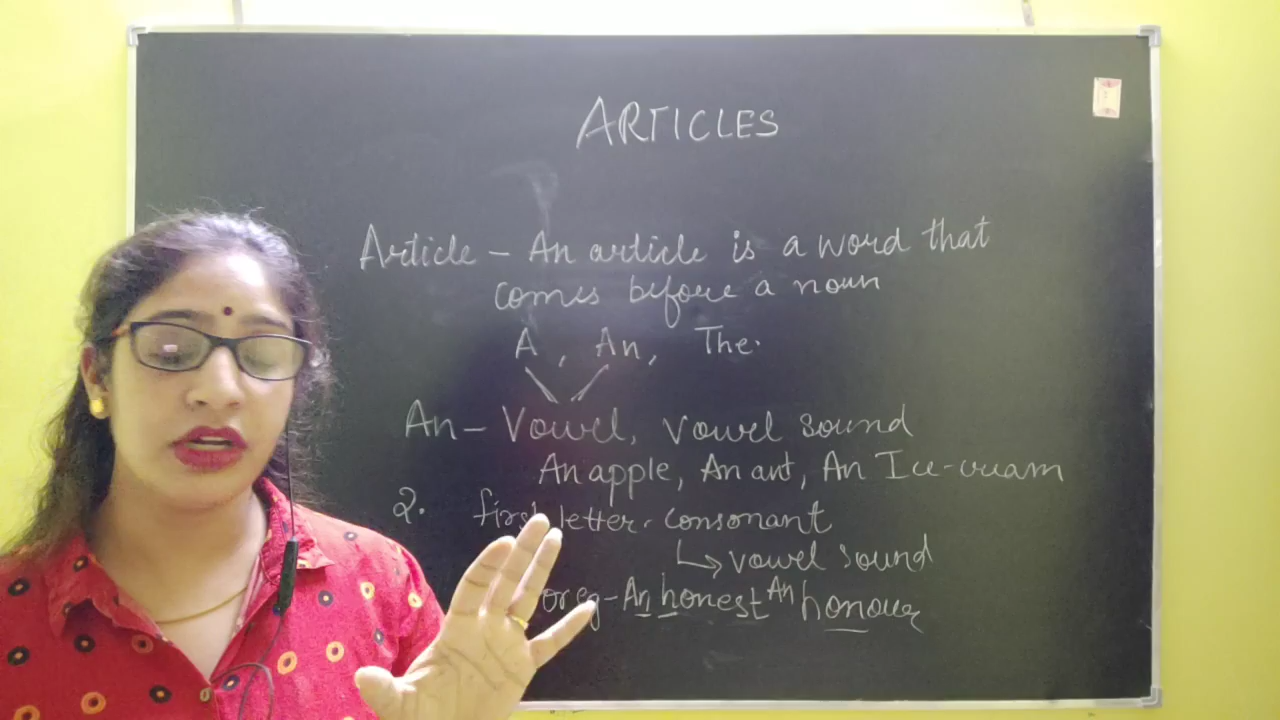 ARTICLES
Article - An article is a word that
comes before a noun
A, An, The.
An - Vowel, vowel sound
An apple, An ant, An Ice-cream
2. first letter - consonant
↳ vowel sound
or eg - An honest An honour